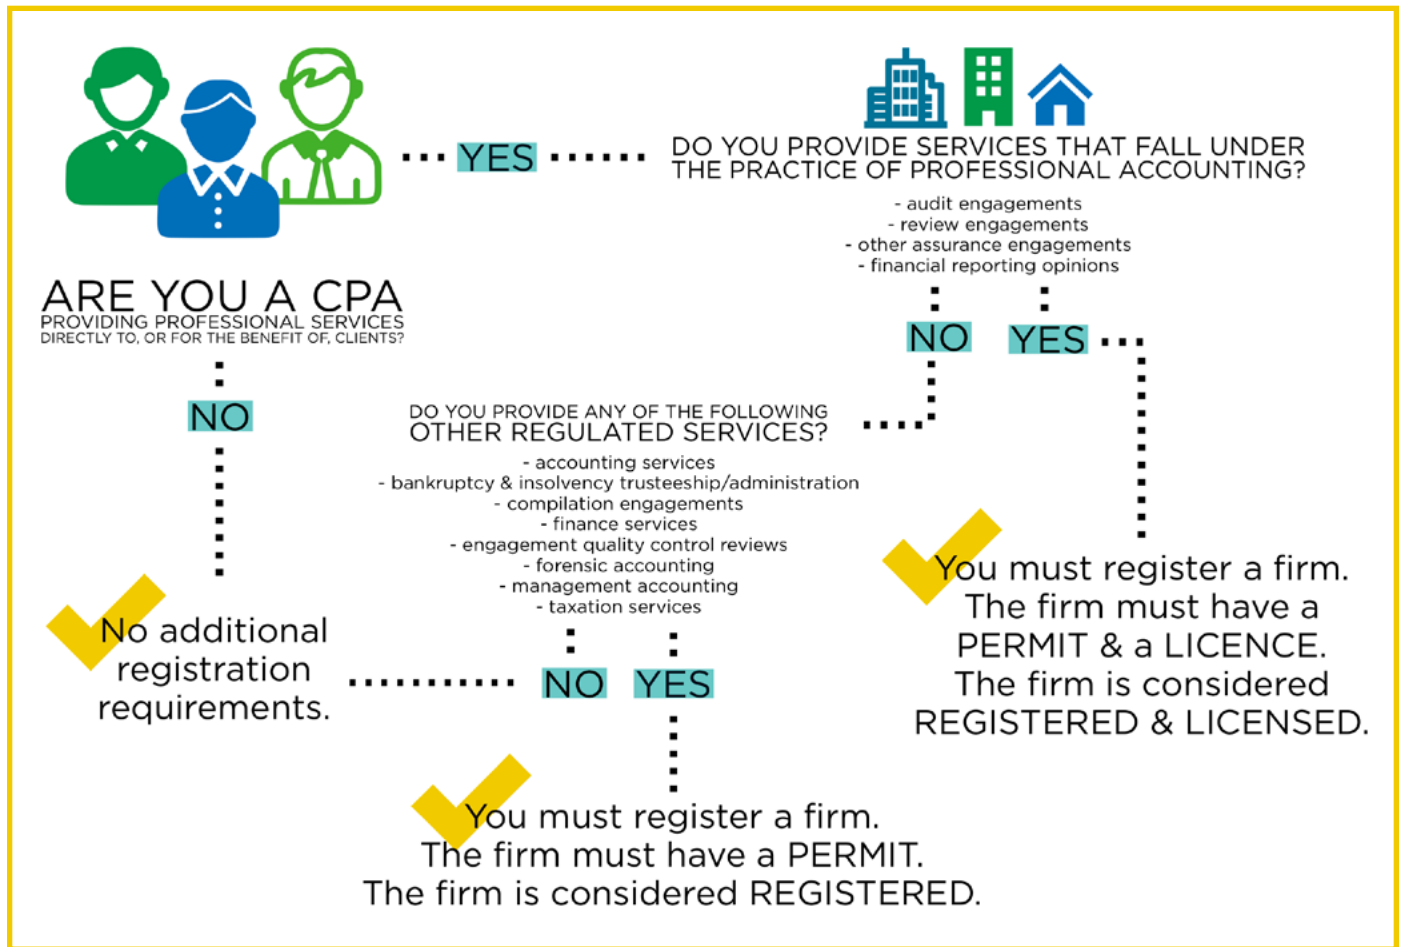 ARE YOU A CPA
PROVIDING PROFESSIONAL SERVICES
DIRECTLY TO, OR FOR THE BENEFIT OF, CLIENTS?
YES
DO YOU PROVIDE SERVICES THAT FALL UNDER
THE PRACTICE OF PROFESSIONAL ACCOUNTING?
- audit engagements
- review engagements
- other assurance engagements
- financial reporting opinions
NO
YES
NO
DO YOU PROVIDE ANY OF THE FOLLOWING
OTHER REGULATED SERVICES?
- accounting services
- bankruptcy & insolvency trusteeship/administration
- compilation engagements
- finance services
- engagement quality control reviews
- forensic accounting
- management accounting
- taxation services
NO
YES
No additional
registration
requirements.
You must register a firm.
The firm must have a
PERMIT & a LICENCE.
The firm is considered
REGISTERED & LICENSED.
You must register a firm.
The firm must have a PERMIT.
The firm is considered REGISTERED.